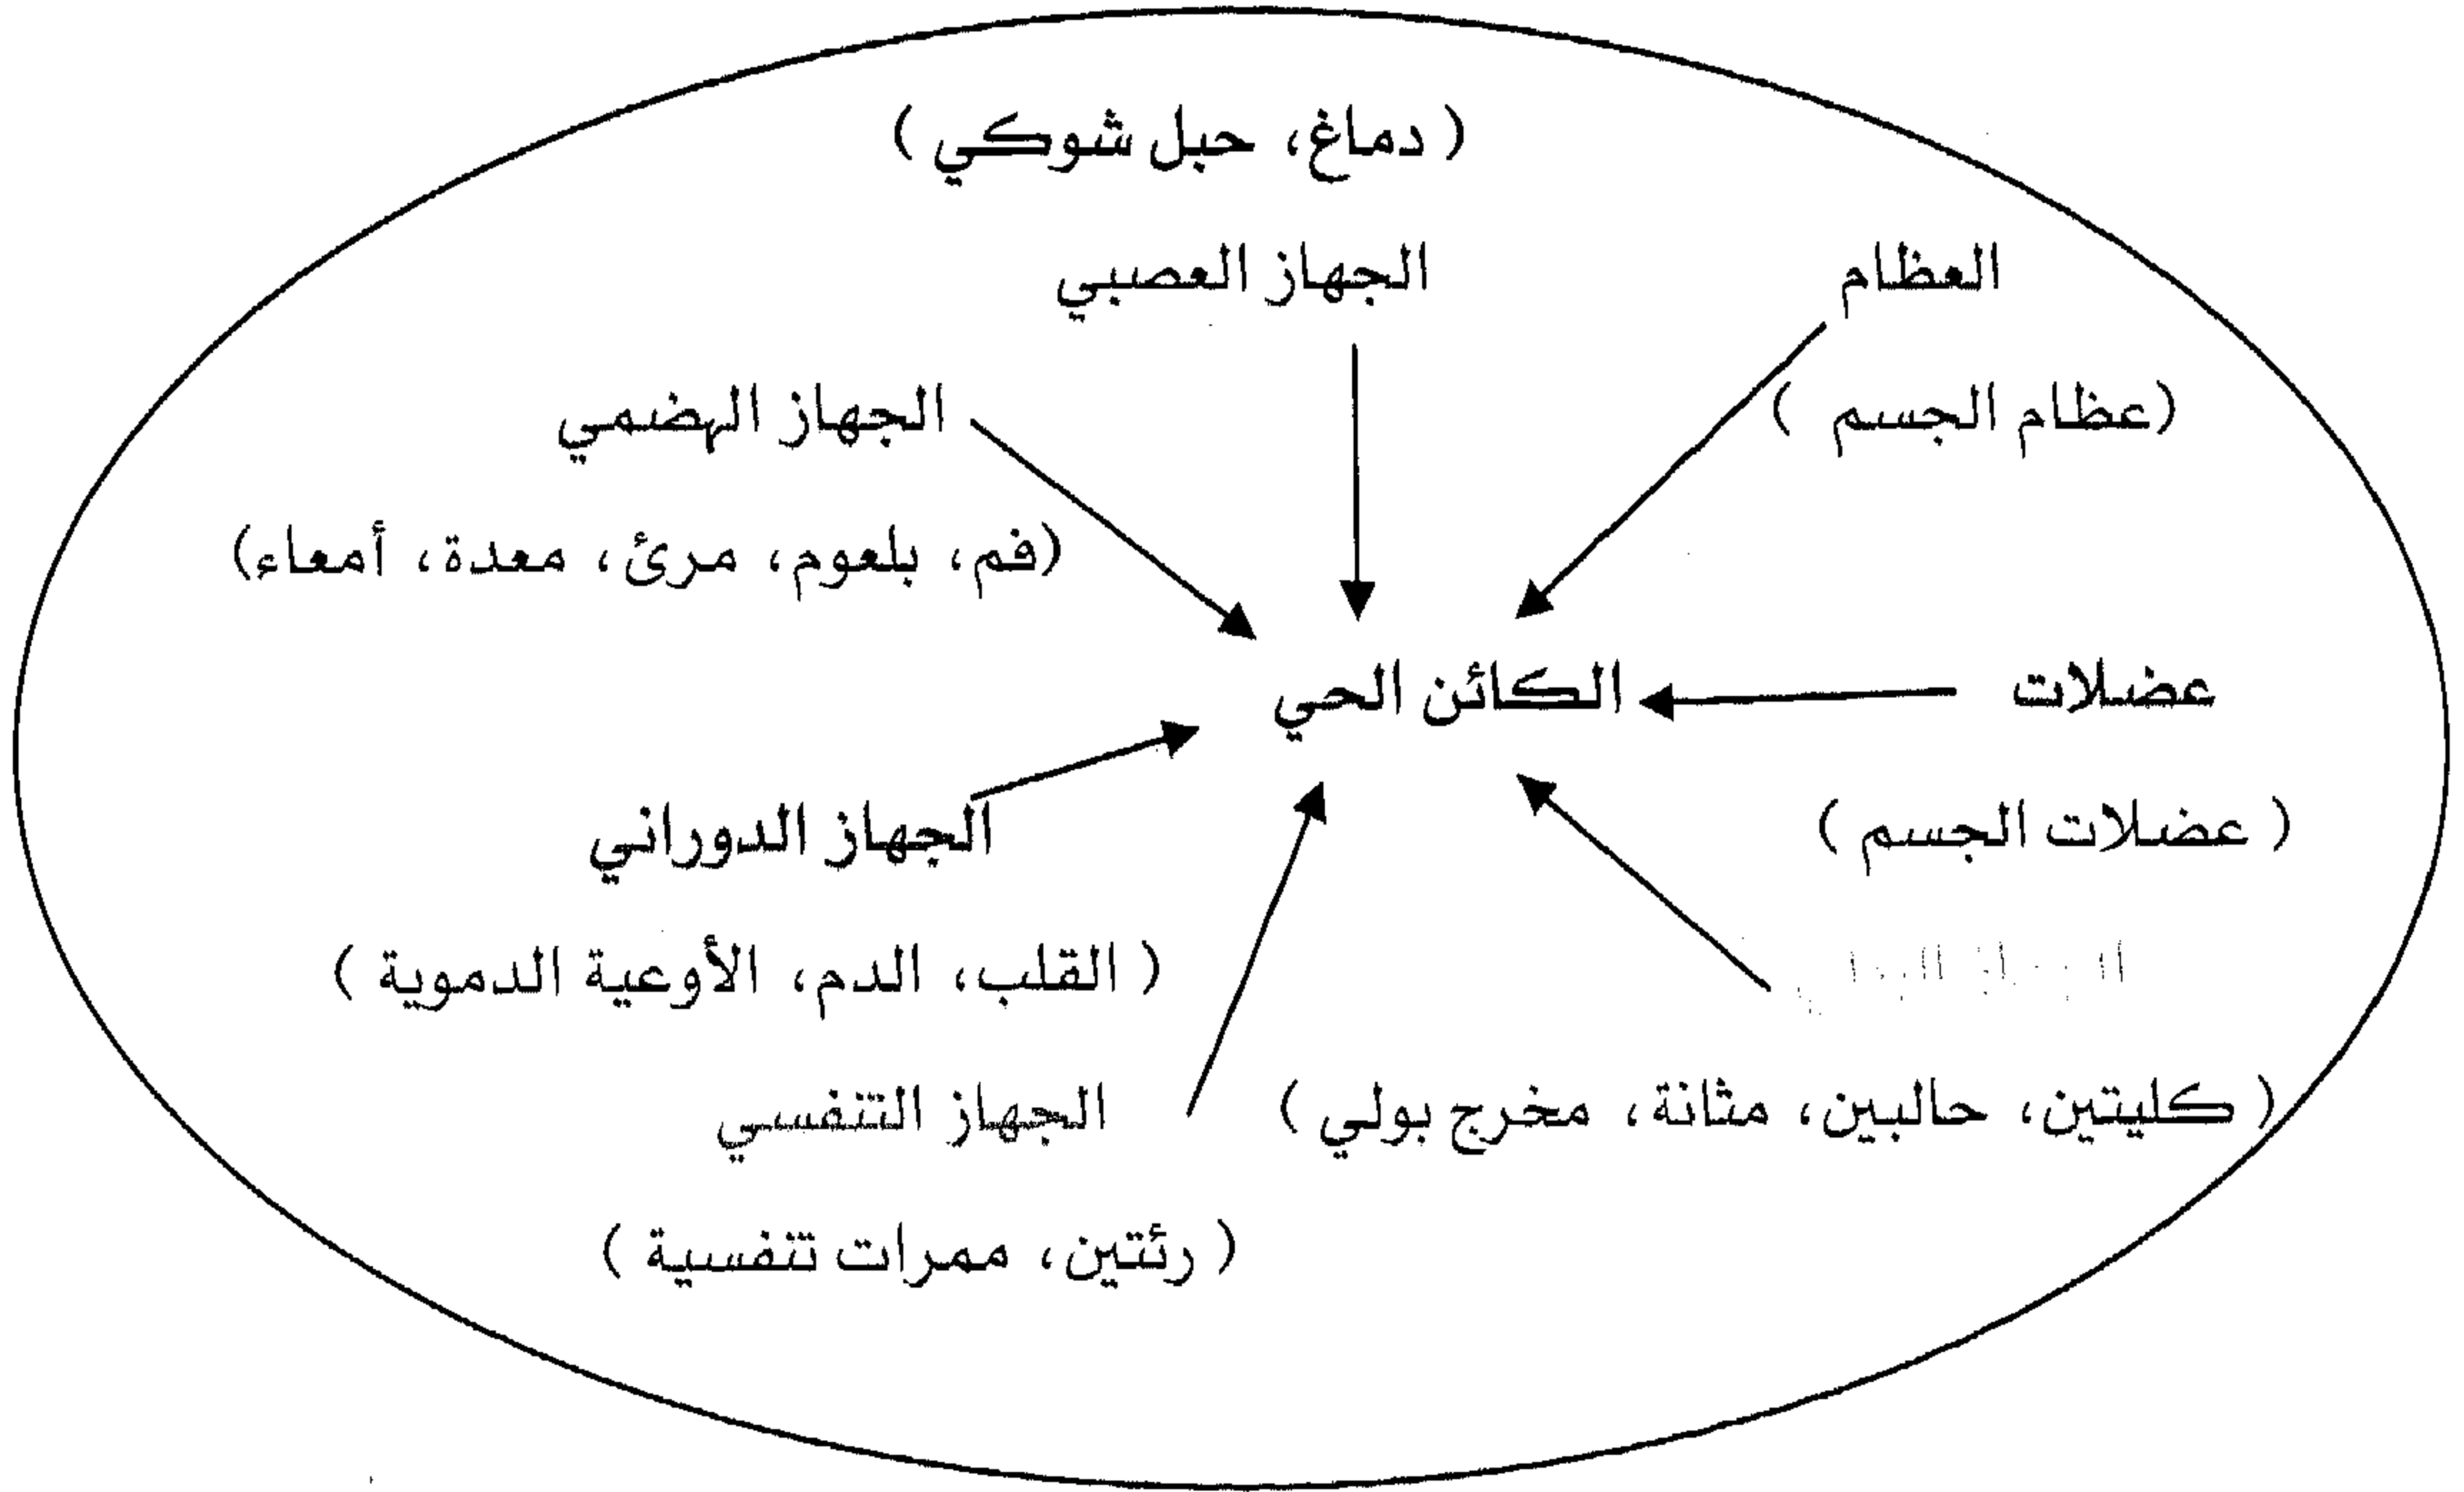 ( دماغ، حبل شوكي )
الجهاز العصبي
العظام
(عظام الجسم )
الجهاز الهضمي
(فم، بلعوم، مرئ، معدة، أمعاء)
الكائن الحي
عضلات
( عضلات الجسم )
الجهاز الدوراني
( القلب، الدم، الأوعية الدموية )
( كليتين، حالبين، مثانة، مخرج بولي )
الجهاز التنفسي
( رئتين، ممرات تنفسية )